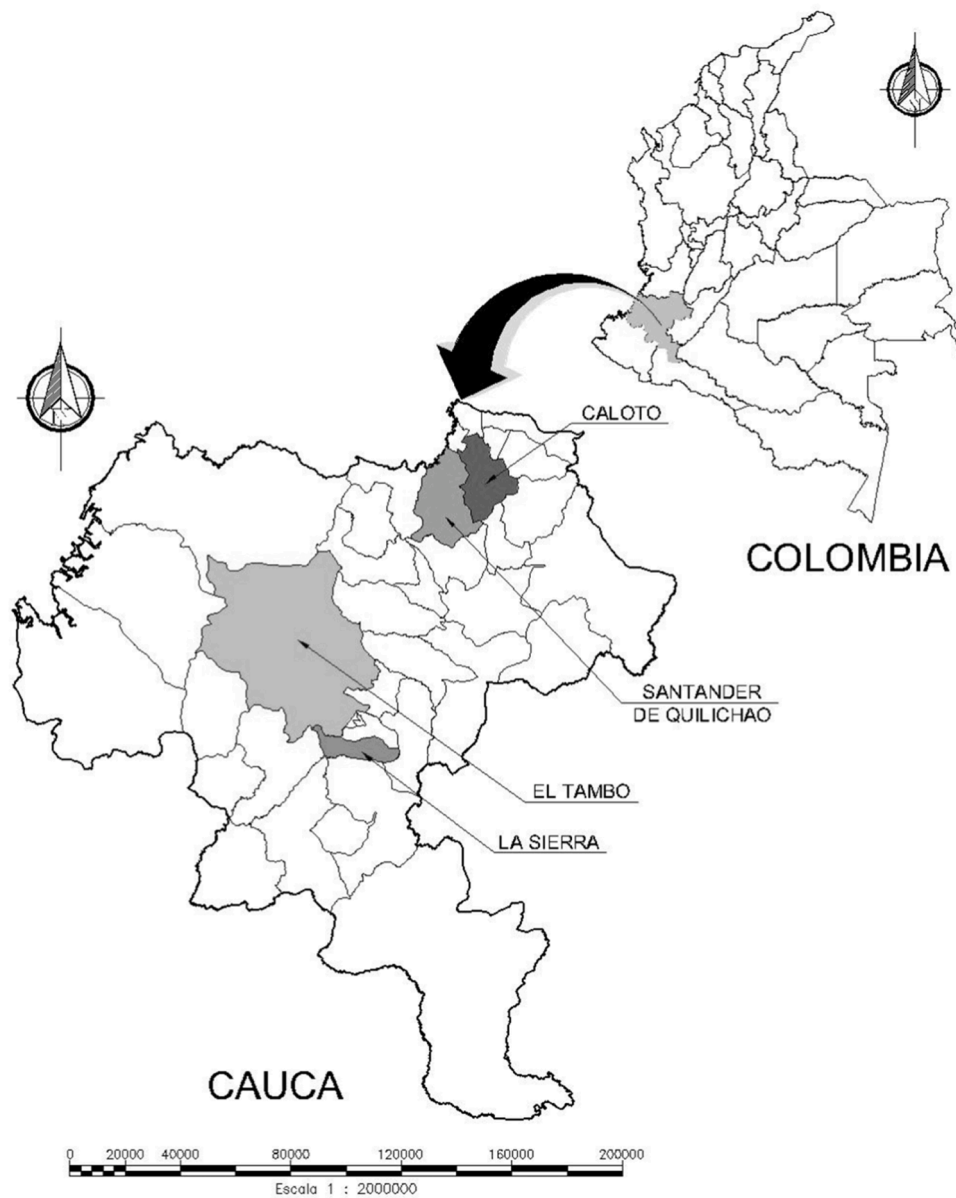 CALOTO
COLOMBIA
SANTANDER
DE QUILICHAO
EL TAMBO
LA SIERRA
CAUCA
0 20000 40000 80000 120000 160000 200000
Escala 1 : 2000000